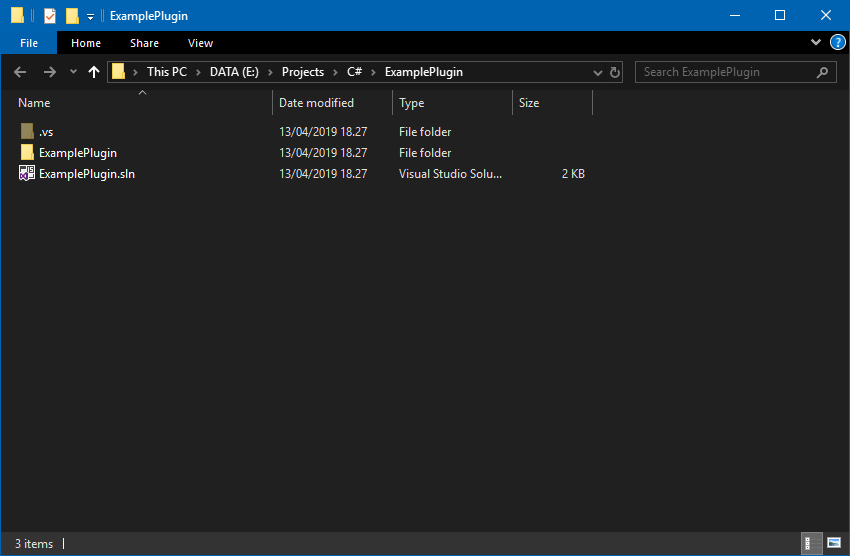 ExamplePlugin
File Home Share View
This PC DATA (E:) Projects C# ExamplePlugin Search ExamplePlugin
Name Date modified Type Size
.vs 13/04/2019 18.27 File folder
ExamplePlugin 13/04/2019 18.27 File folder
ExamplePlugin.sln 13/04/2019 18.27 Visual Studio Solu... 2 KB
3 items